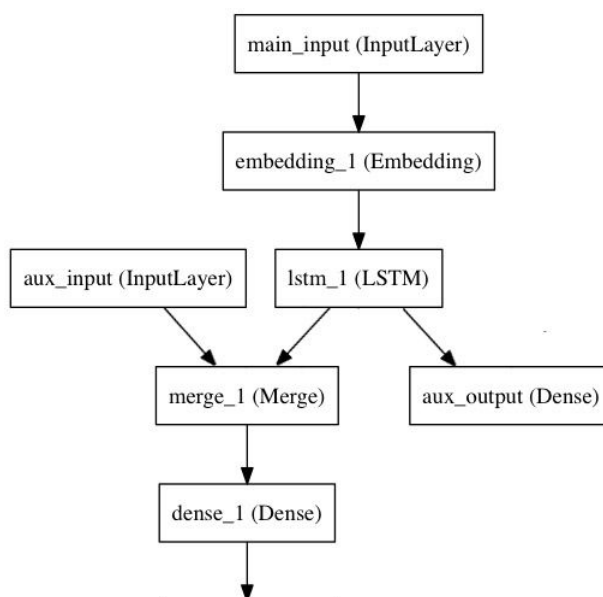 main_input (InputLayer)
embedding_1 (Embedding)
aux_input (InputLayer)
lstm_1 (LSTM)
merge_1 (Merge)
aux_output (Dense)
dense_1 (Dense)